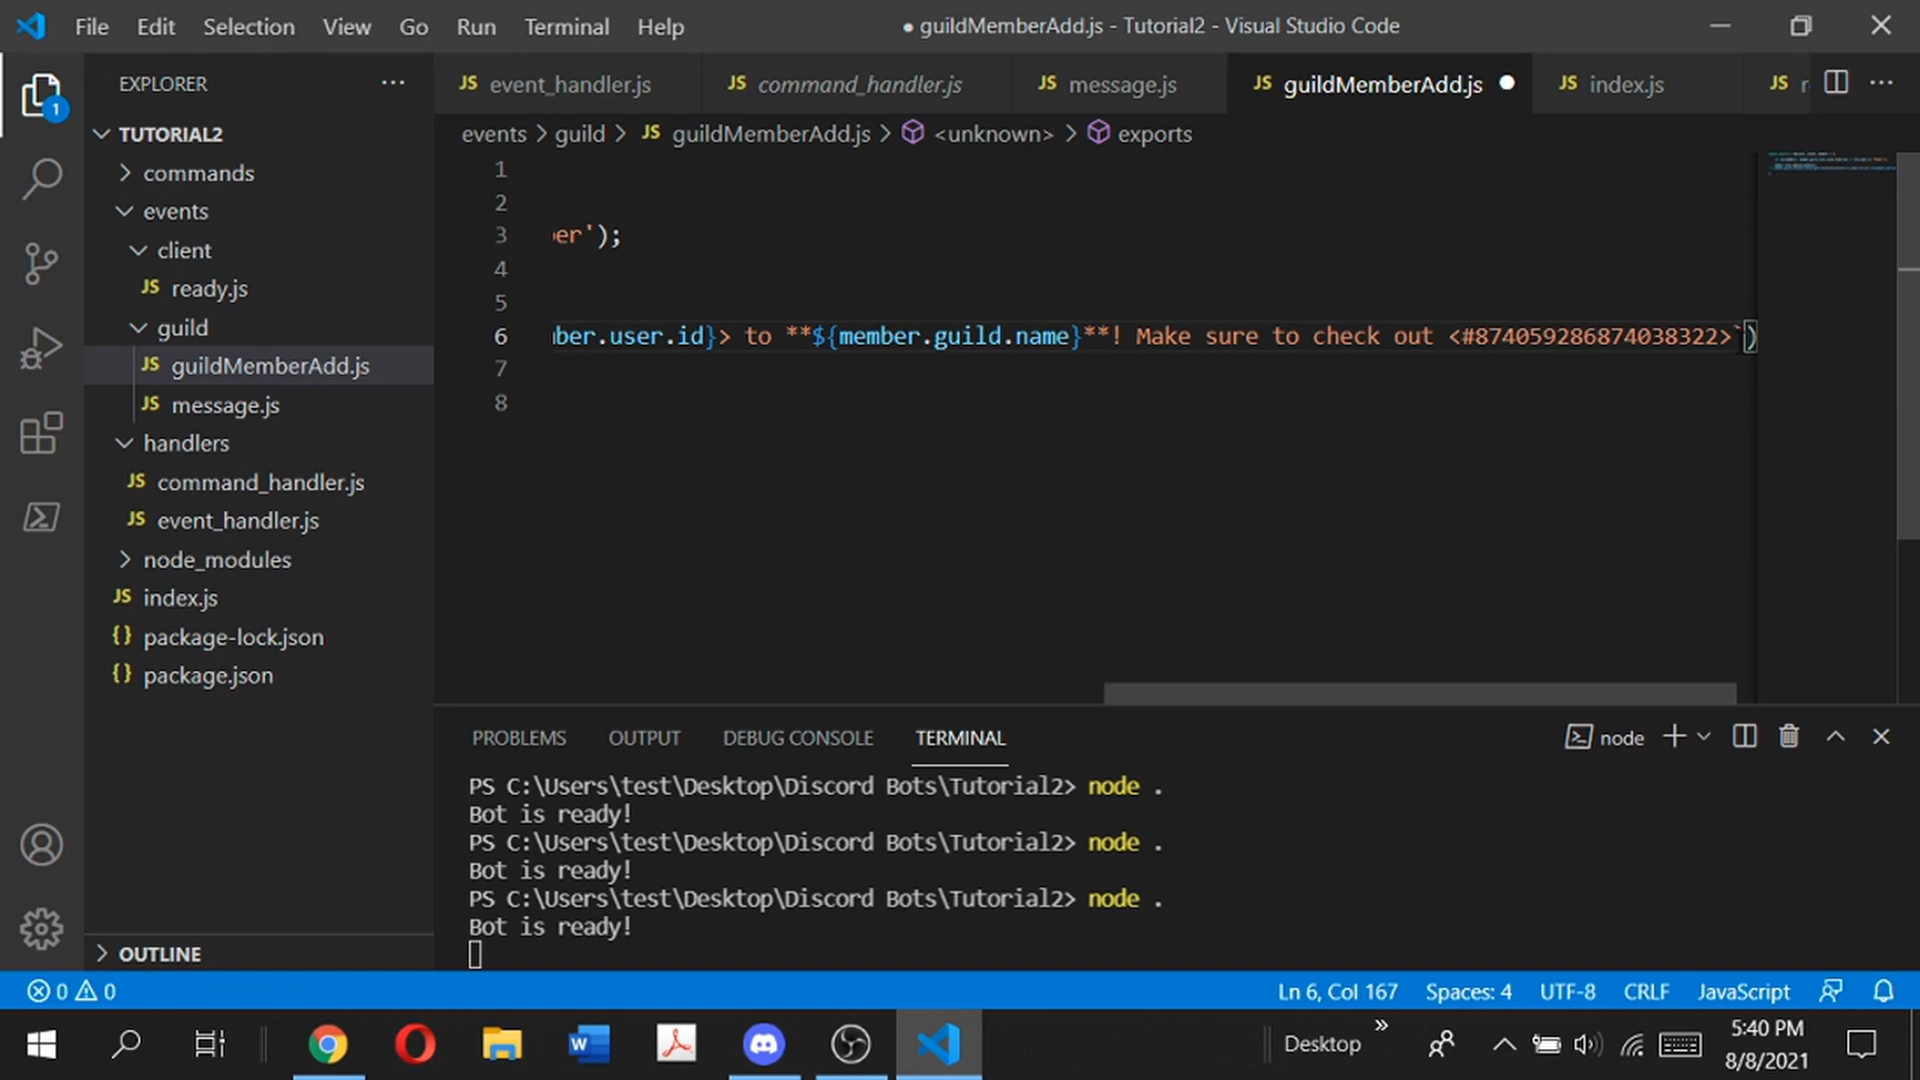 File Edit Selection View Go Run Terminal Help
● guildMemberAdd.js - Tutorial2 - Visual Studio Code
EXPLORER
JS event_handler.js JS command_handler.js JS message.js JS guildMemberAdd.js ● JS index.js JS
events > guild > JS guildMemberAdd.js > <unknown> > exports
1
TUTORIAL2
commands
events
client
JS ready.js
guild
JS guildMemberAdd.js
JS message.js
handlers
JS command_handler.js
JS event_handler.js
node_modules
JS index.js
{} package-lock.json
{} package.json
OUTLINE
1
2
3 er');
4
5
6 ber.user.id}> to **${member.guild.name}**! Make sure to check out <#874059286874038322>`)
7
8
PROBLEMS OUTPUT DEBUG CONSOLE TERMINAL
node
PS C:\Users\test\Desktop\Discord Bots\Tutorial2> node .
Bot is ready!
PS C:\Users\test\Desktop\Discord Bots\Tutorial2> node .
Bot is ready!
PS C:\Users\test\Desktop\Discord Bots\Tutorial2> node .
Bot is ready!
0 0
Ln 6, Col 167 Spaces: 4 UTF-8 CRLF JavaScript
W
Desktop
5:40 PM
8/8/2021